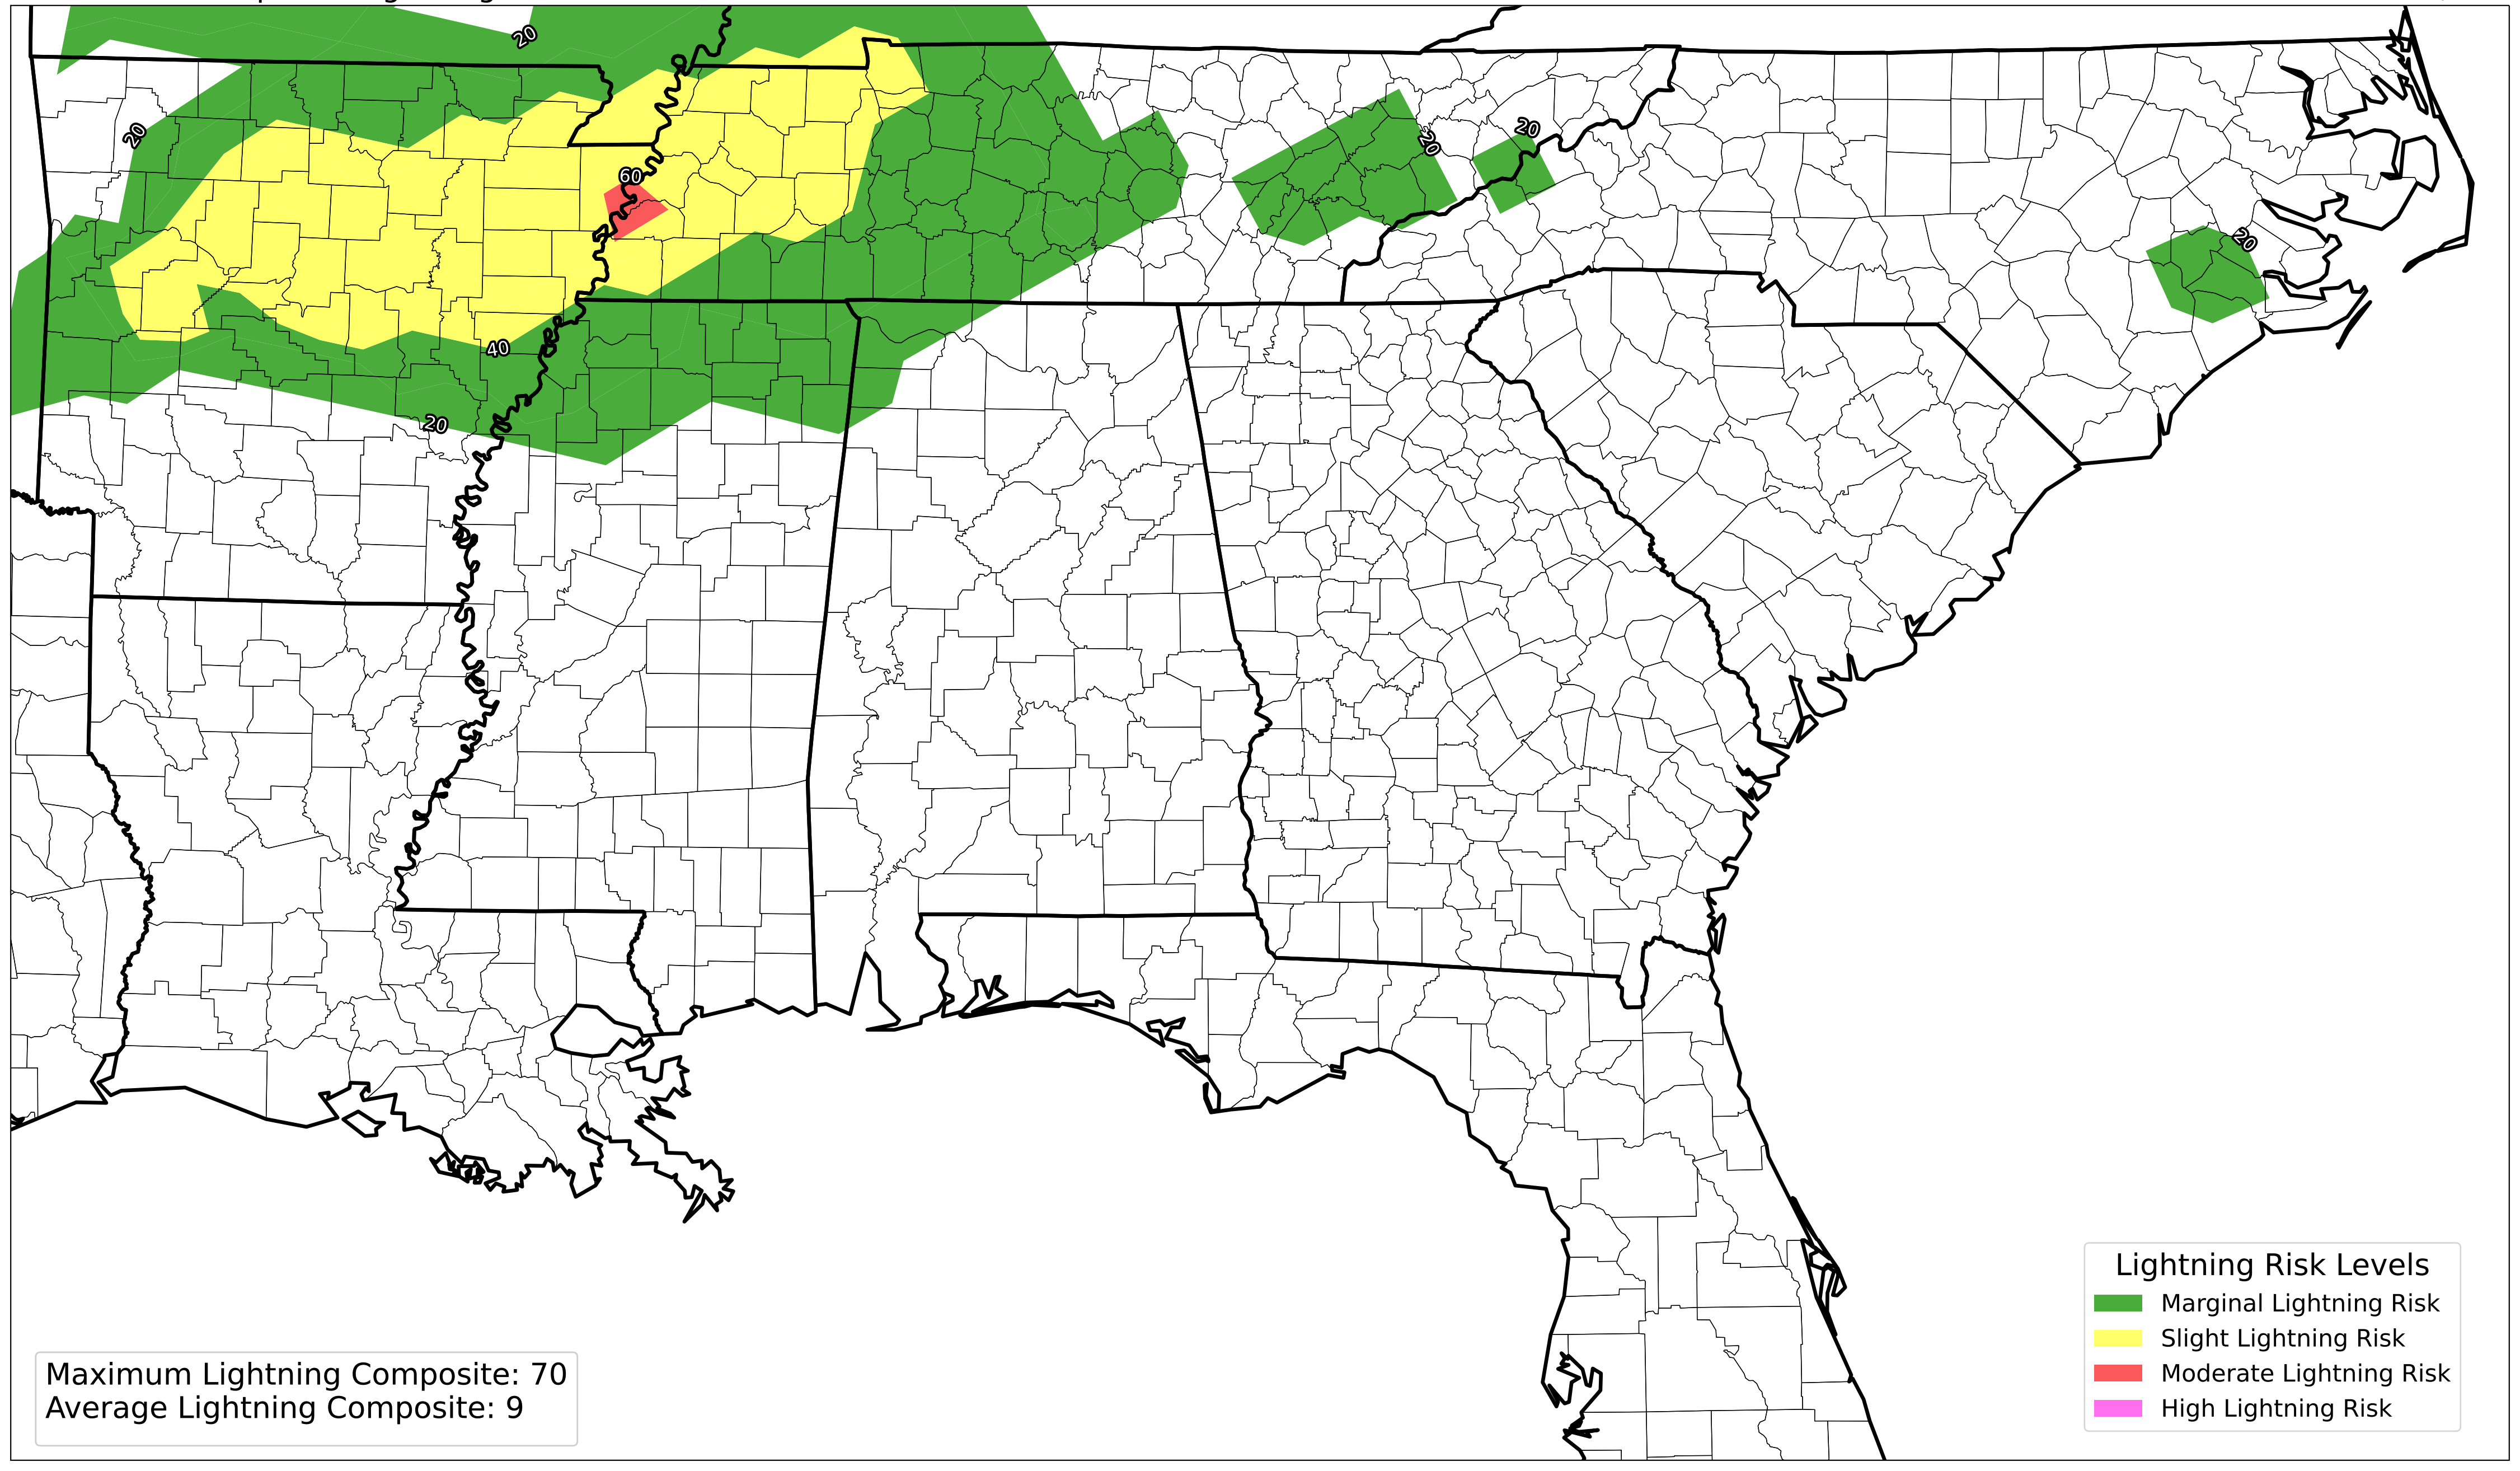 20
20
60
20
20
20
40
20
Lightning Risk Levels
Marginal Lightning Risk
Slight Lightning Risk
Moderate Lightning Risk
High Lightning Risk
Maximum Lightning Composite: 70
Average Lightning Composite: 9